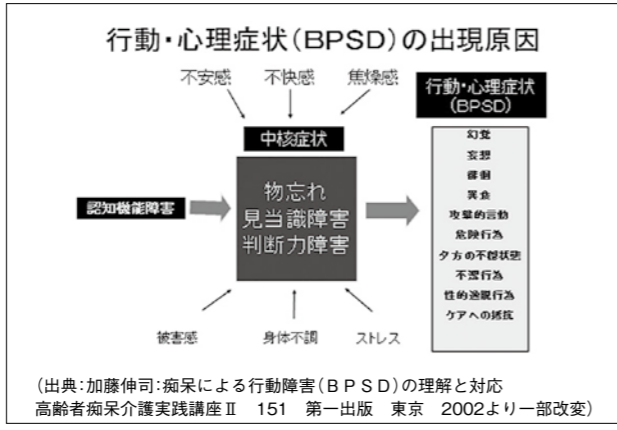 行動・心理症状(BPSD)の出現原因
不安感 不快感 焦燥感
行動・心理症状
(BPSD)
中核症状
認知機能障害
物忘れ
見当識障害
判断力障害
幻覚
妄想
徘徊
異食
攻撃的言動
危険行為
夕方の不穏状態
不潔行為
性的逸脱行為
ケアへの抵抗
被害感 身体不調 ストレス
(出典:加藤伸司:痴呆による行動障害(BPSD)の理解と対応
高齢者痴呆介護実践講座Ⅱ 151 第一出版 東京 2002より一部改変)